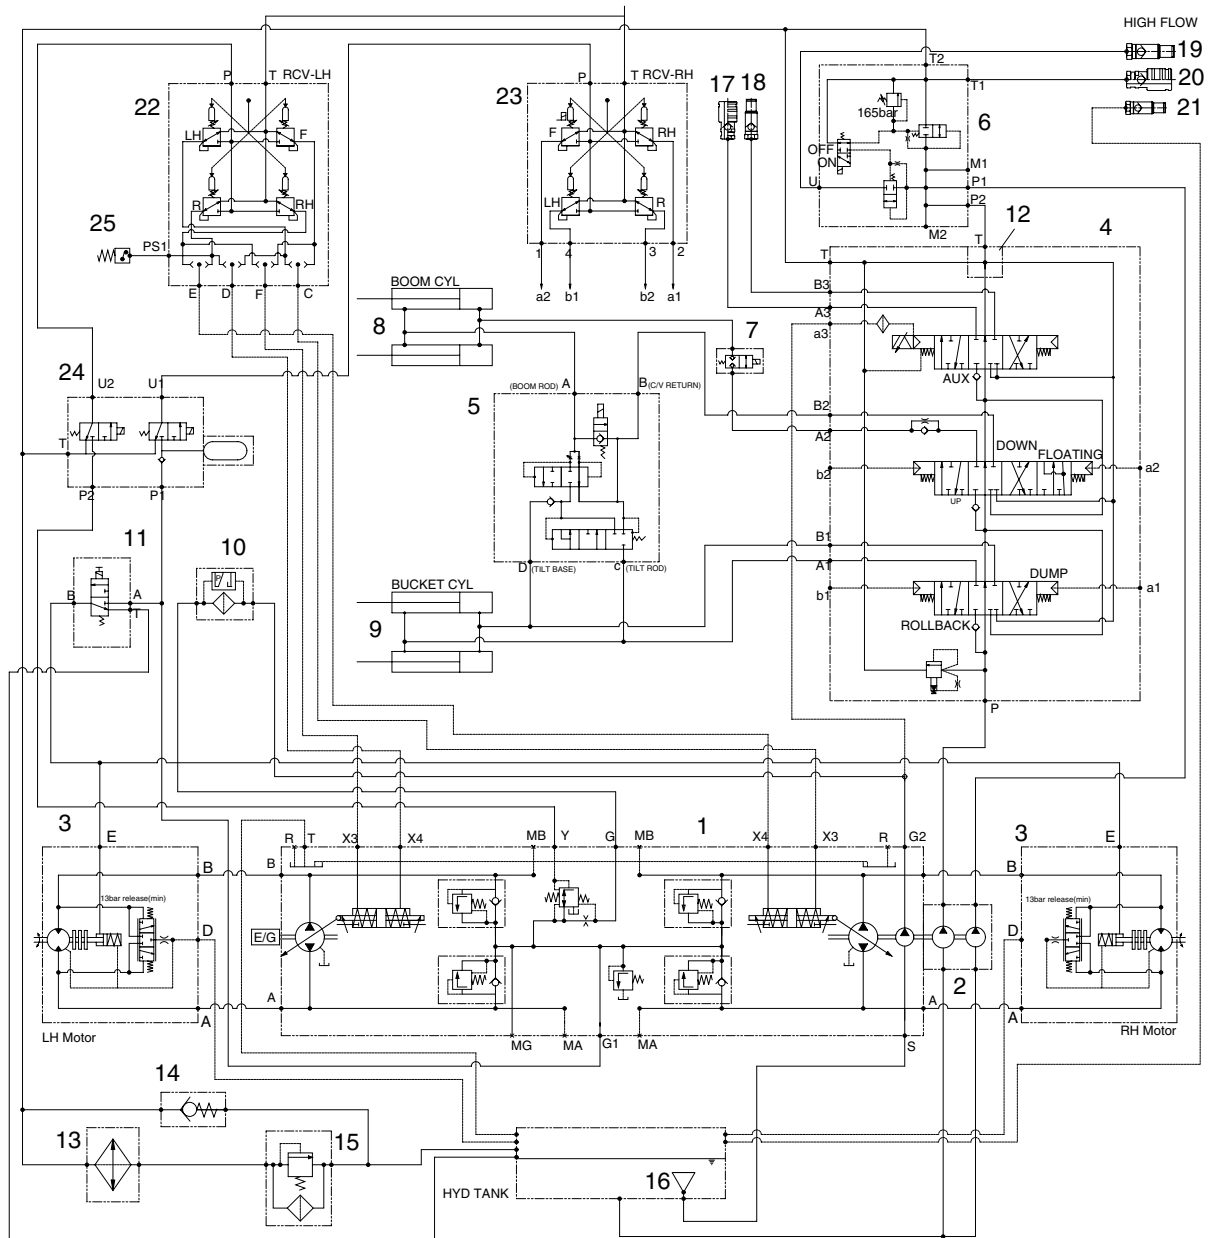 HIGH FLOW
19
20
21
P T RCV-LH
22
LH F
R RH
25
PS1
E D F C
P T RCV-RH
23
F RH
LH R
1 4 3 2
a2 b1 b2 a1
17 18
T2
T1
165bar
6
OFF
ON
M1
U
P1
P2
M2
12
4
T
T
B3
A3
a3
AUX
B2
A2
DOWN
FLOATING
b2
a2
UP
B1
A1
DUMP
b1
a1
ROLLBACK
P
BOOM CYL
8
7
(BOOM ROD) A
B (C/V RETURN)
5
D (TILT BASE)
C (TILT ROD)
BUCKET CYL
9
24
U2 U1
T
P2 P1
11
B A
T
10
P
3
E
B
13bar release(min)
D
A
LH Motor
1
R T X3 X4 MB Y G MB X4 X3 R G2
B
E/G
A
MG MA G1 MA S
2
B
A
3
E
B
13bar release(min)
D
A
RH Motor
14
13
15
HYD TANK
16